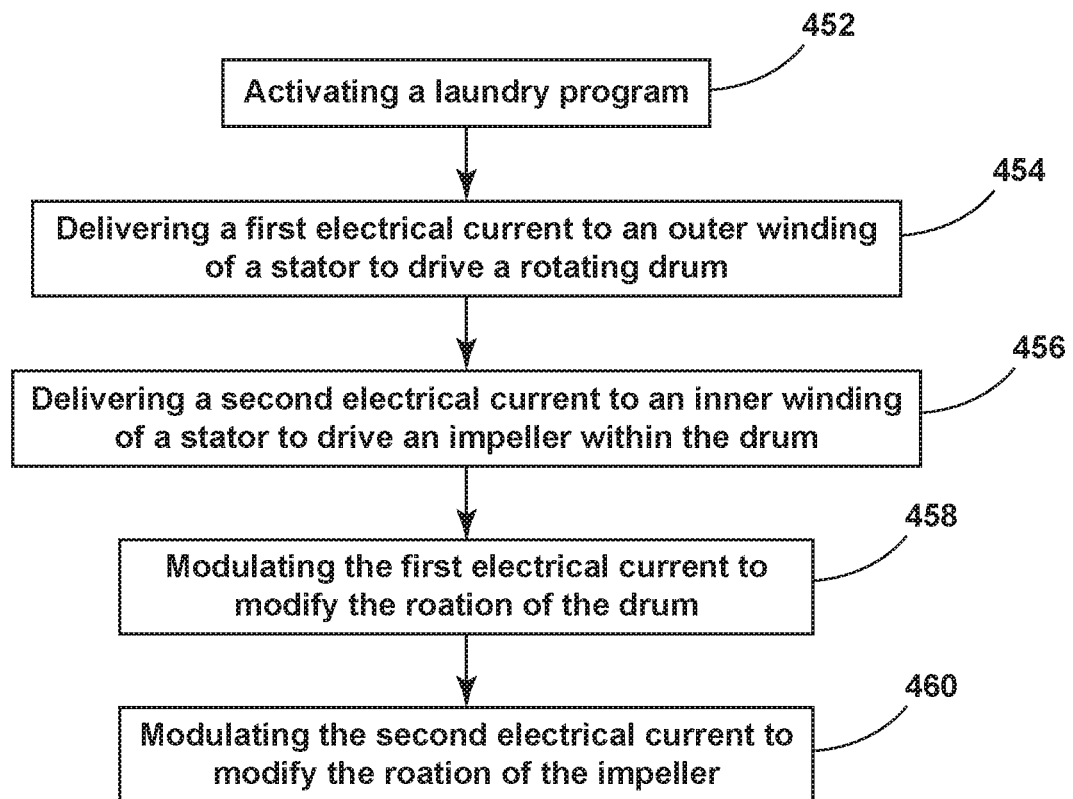 452
Activating a laundry program
454
Delivering a first electrical current to an outer winding
of a stator to drive a rotating drum
456
Delivering a second electrical current to an inner winding
of a stator to drive an impeller within the drum
458
Modulating the first electrical current to
modify the roation of the drum
460
Modulating the second electrical current to
modify the roation of the impeller